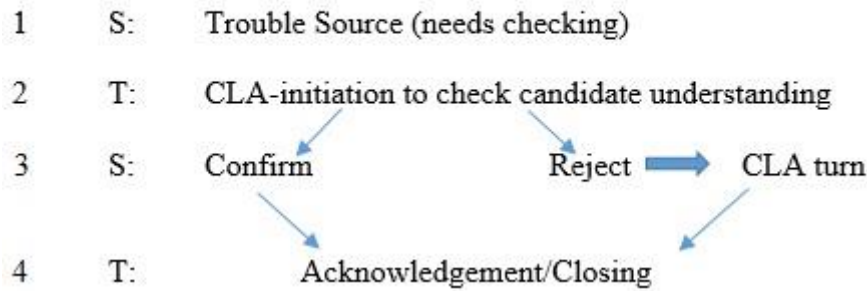 1 S: Trouble Source (needs checking)
2 T: CLA-initiation to check candidate understanding
3 S: Confirm Reject CLA turn
4 T: Acknowledgement/Closing